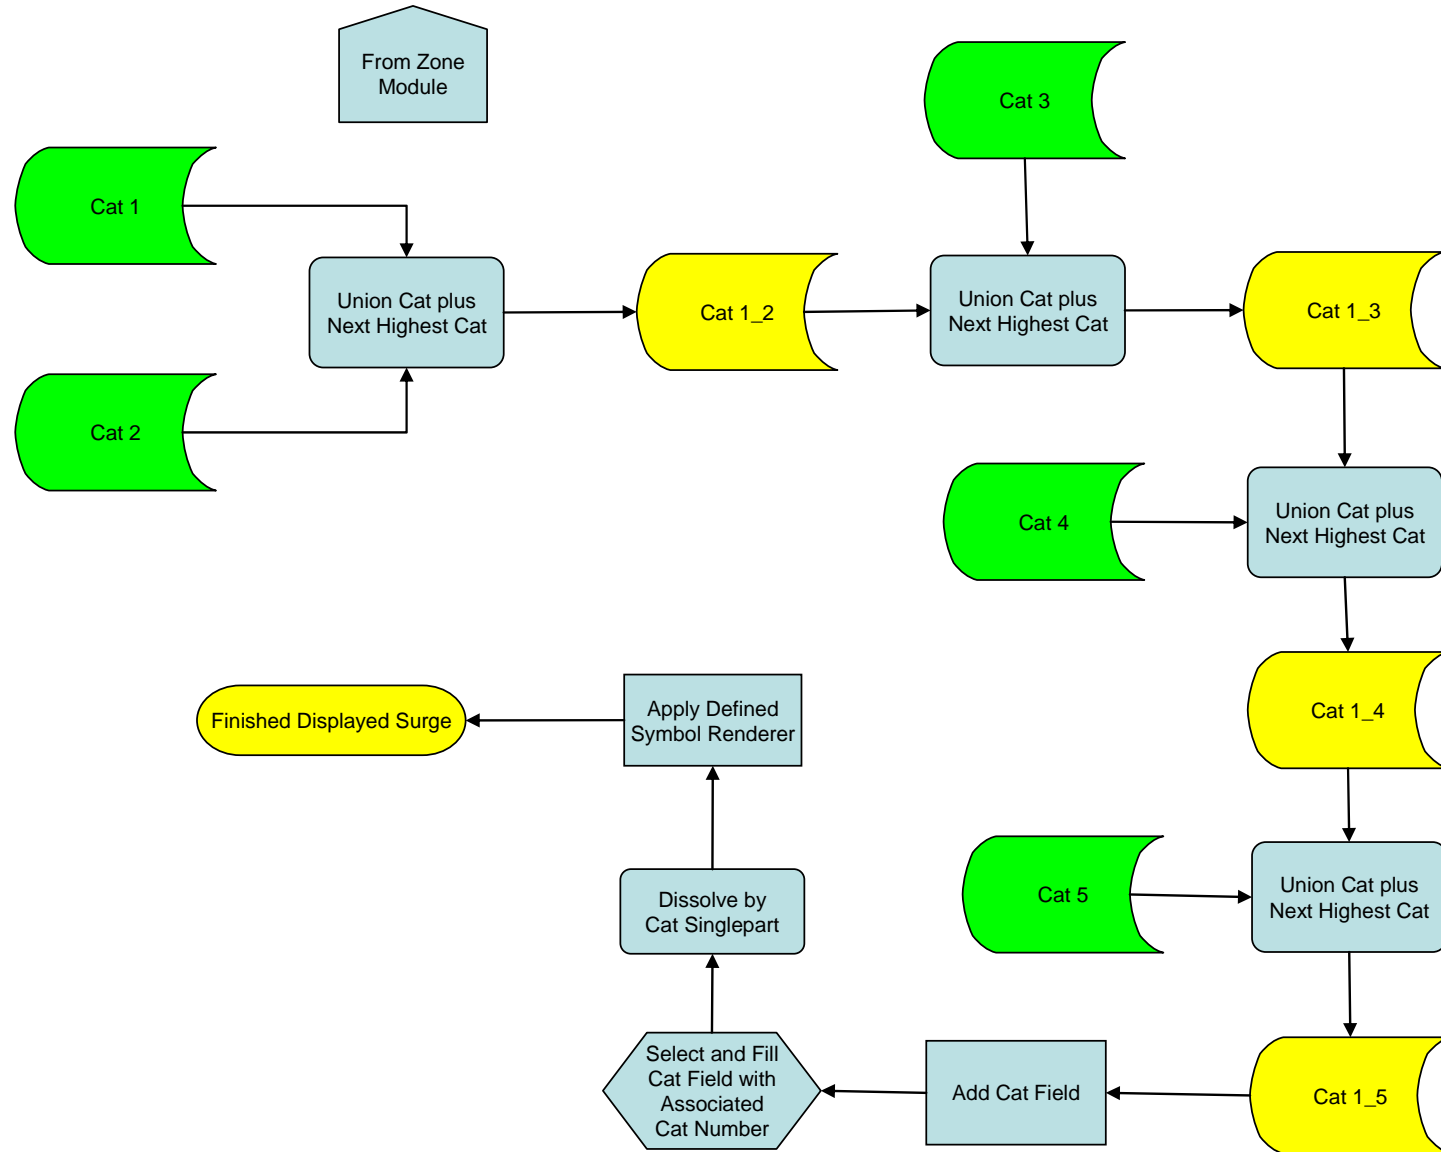 From Zone
Module
Cat 3
Cat 1
Union Cat plus
Next Highest Cat
Cat 1_2
Union Cat plus
Next Highest Cat
Cat 1_3
Cat 2
Cat 4
Union Cat plus
Next Highest Cat
Cat 1_4
Apply Defined
Symbol Renderer
Finished Displayed Surge
Cat 5
Union Cat plus
Next Highest Cat
Dissolve by
Cat Singlepart
Select and Fill
Cat Field with
Associated
Cat Number
Add Cat Field
Cat 1_5